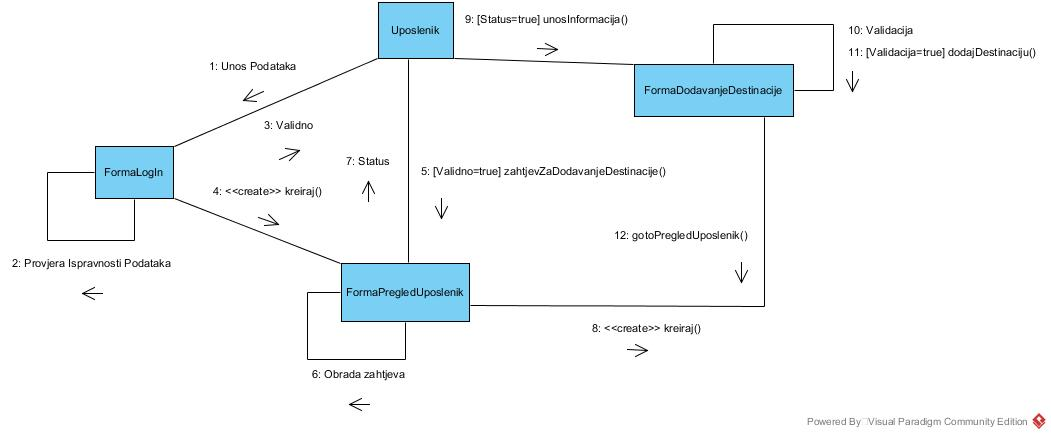 Uposlenik
9: [Status=true] unosInformacija()
10: Validacija
11: [Validacija=true] dodajDestinaciju()
1: Unos Podataka
FormaDodavanjeDestinacije
3: Validno
7: Status
5: [Validno=true] zahtjevZaDodavanjeDestinacije()
FormaLogIn
4: <<create>> kreiraj()
12: gotoPregledUposlenik()
2: Provjera Ispravnosti Podataka
FormaPregledUposlenik
8: <<create>> kreiraj()
6: Obrada zahtjeva
Powered By Visual Paradigm Community Edition